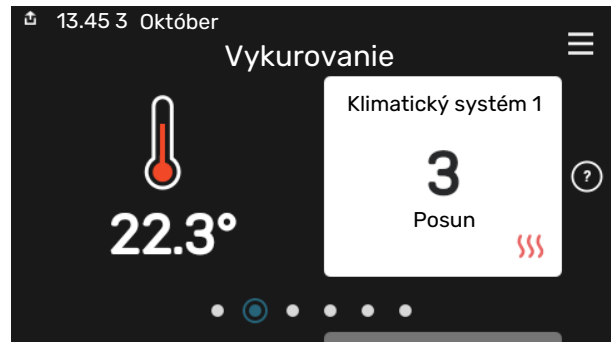 13.45 3 Október
Vykurovanie
Klimatický systém 1
3
Posun
22.3°
?